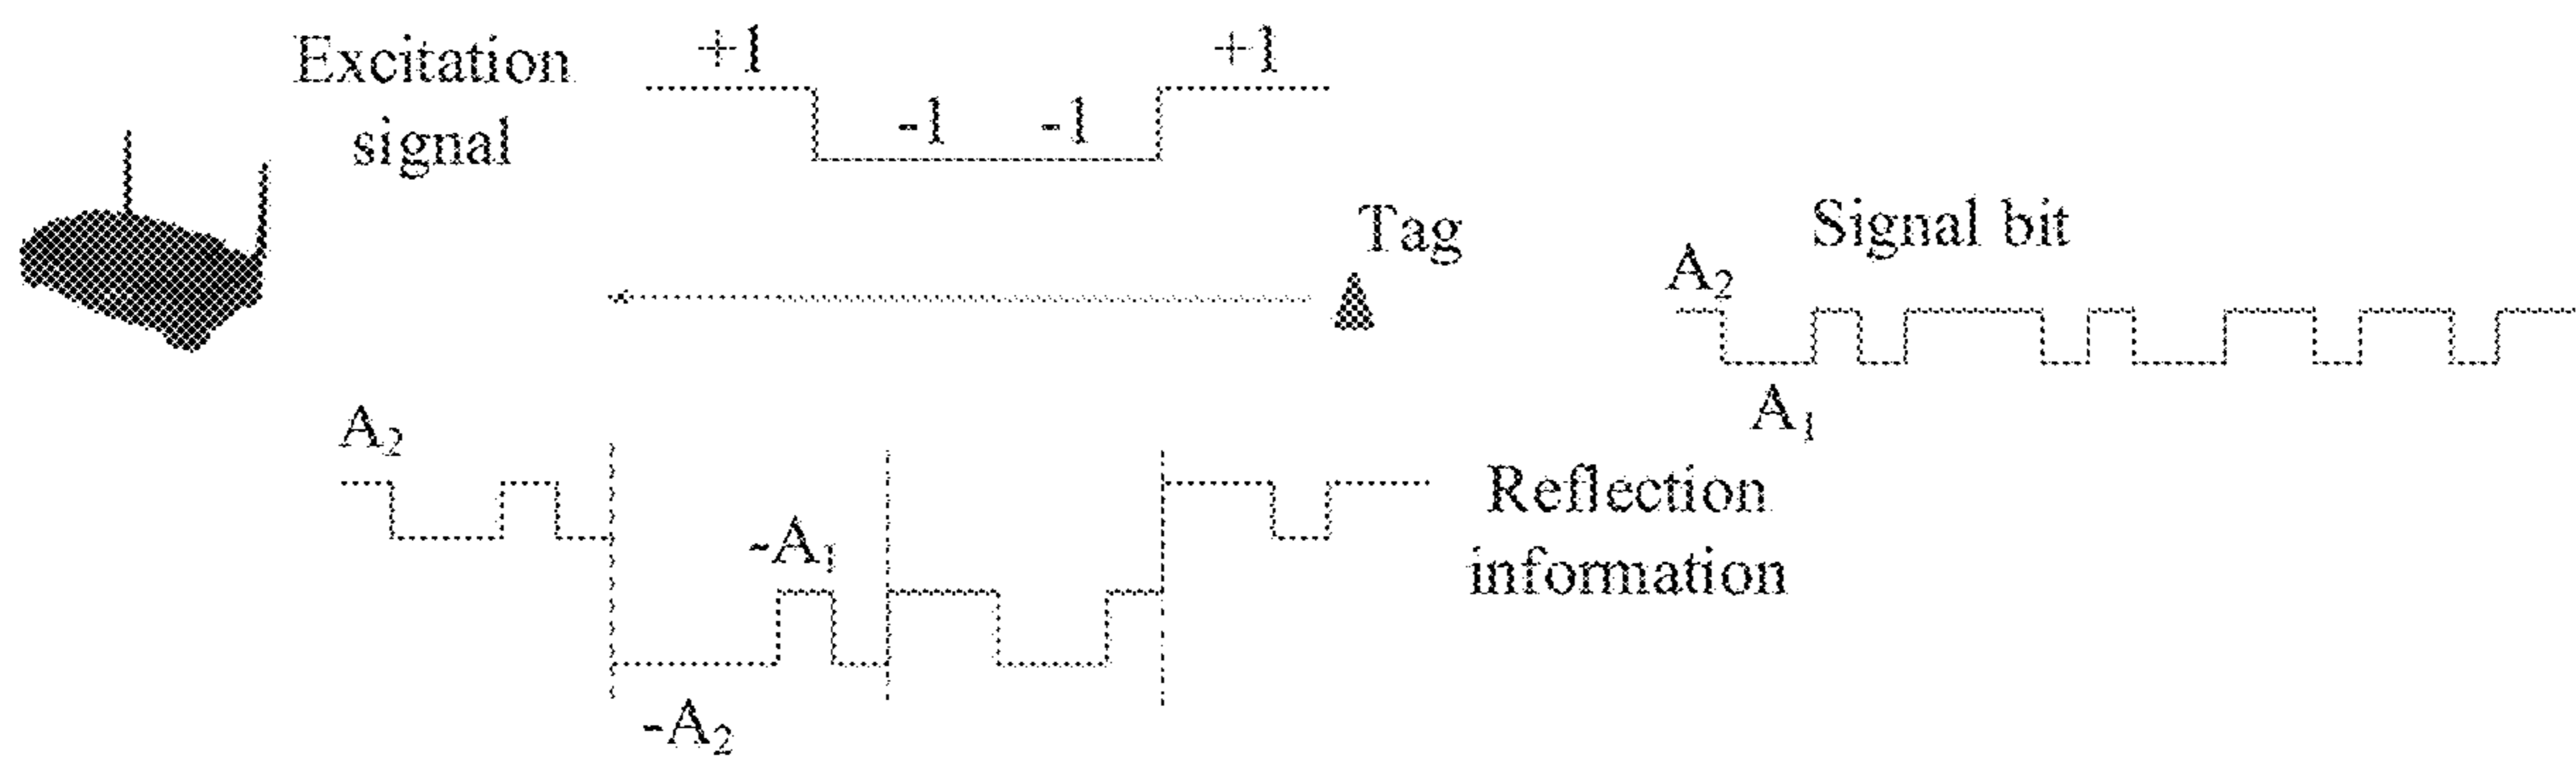 Excitation
signal
+1
-1
-1
+1
Tag
Signal bit
A₂
A₁
A₂
-A₁
-A₂
Reflection
information